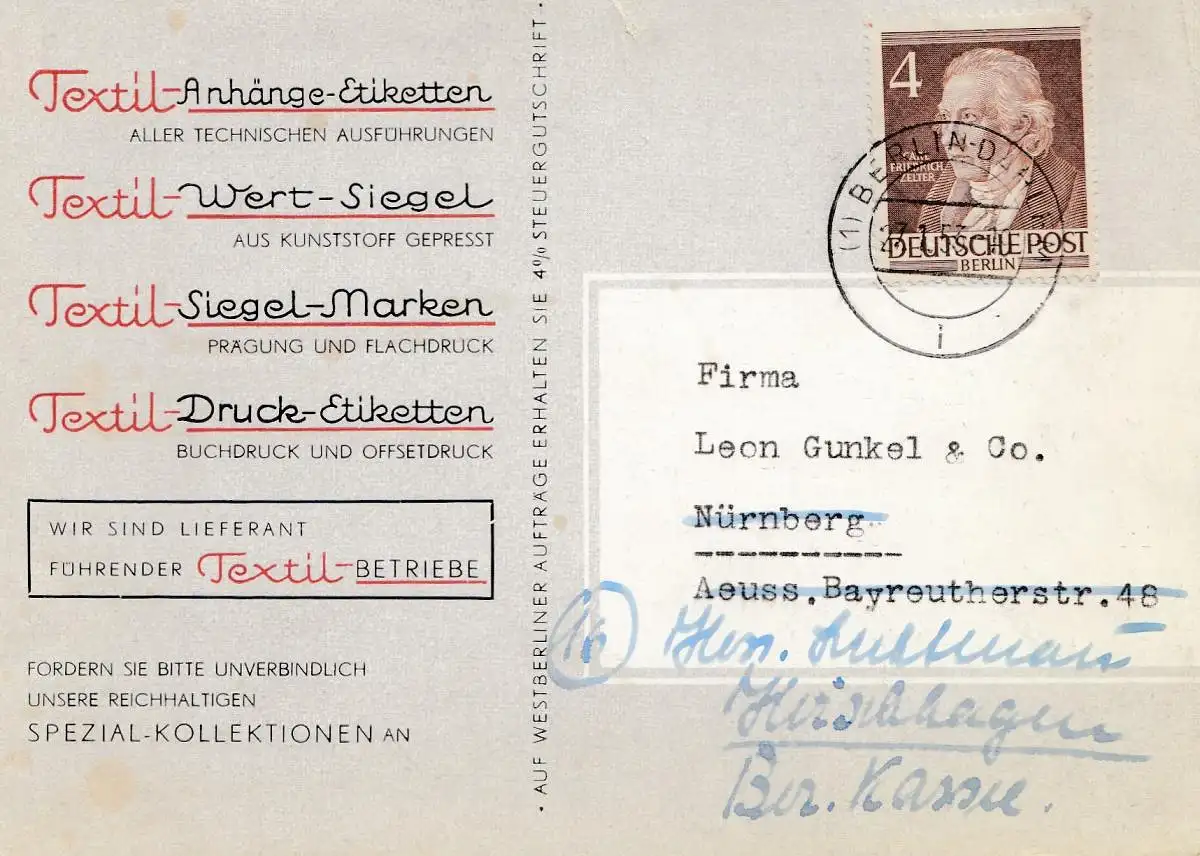 Textil-Anhänge-Etiketten
ALLER TECHNISCHEN AUSFÜHRUNGEN
Textil-Wert-Siegel
AUS KUNSTSTOFF GEPRESST
Textil-Siegel-Marken
PRÄGUNG UND FLACHDRUCK
Textil-Druck-Etiketten
BUCHDRUCK UND OFFSETDRUCK
WIR SIND LIEFERANT
FÜHRENDER Textil-BETRIEBE
FORDERN SIE BITTE UNVERBINDLICH
UNSERE REICHHALTIGEN
SPEZIAL-KOLLEKTIONEN AN
• AUF WESTBERLINER AUFTRÄGE ERHALTEN SIE 4% STEUERGUTSCHRIFT •
4
CARL
FRIEDRICH
ZELTER
DEUTSCHE POST
BERLIN
(1) BERLIN-
i
Firma
Leon Gunkel & Co.
Nürnberg
Aeuss.Bayreutherstr.48
(16)
Ber. Kassel.